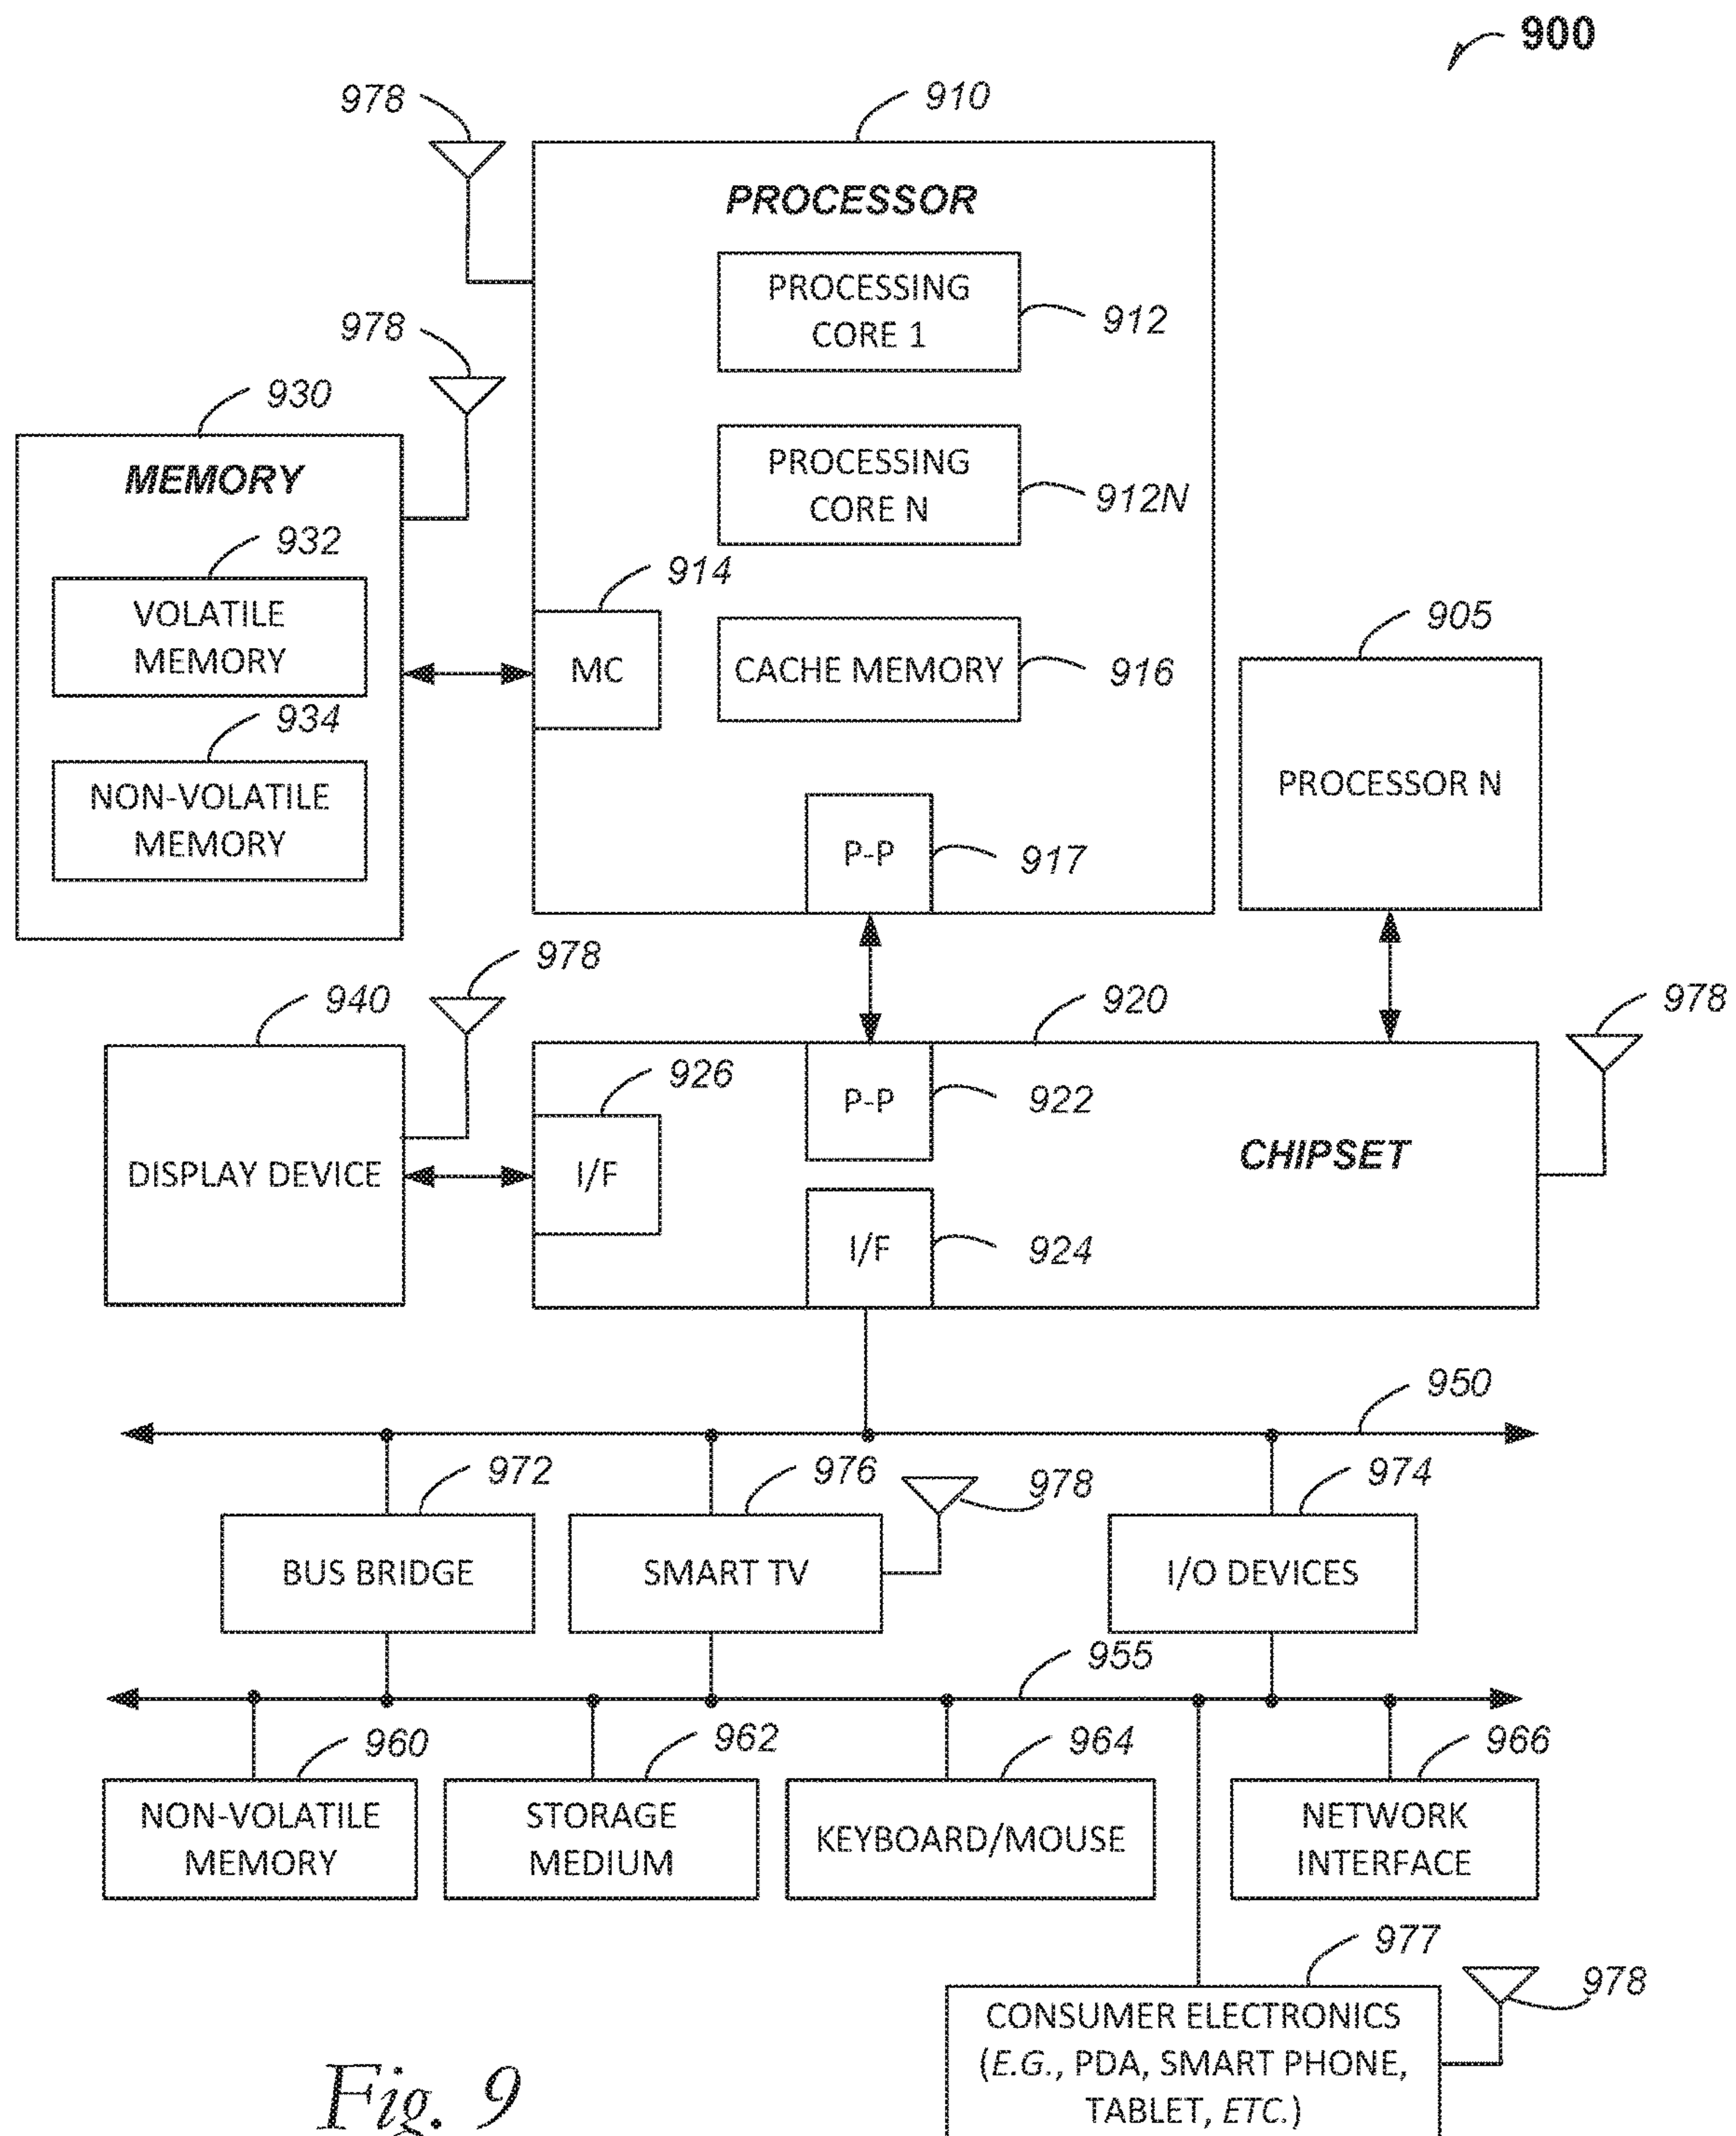 900
978
910
PROCESSOR
PROCESSING
CORE 1
912
978
930
MEMORY
PROCESSING
CORE N
912N
932
VOLATILE
MEMORY
914
MC
CACHE MEMORY
916
905
PROCESSOR N
934
NON-VOLATILE
MEMORY
P-P
917
978
940
DISPLAY DEVICE
920
978
926
I/F
P-P
922
CHIPSET
I/F
924
950
972
976
978
974
BUS BRIDGE
SMART TV
I/O DEVICES
955
960
962
964
966
NON-VOLATILE
MEMORY
STORAGE
MEDIUM
KEYBOARD/MOUSE
NETWORK
INTERFACE
977
978
CONSUMER ELECTRONICS
(E.G., PDA, SMART PHONE,
TABLET, ETC.)
Fig. 9